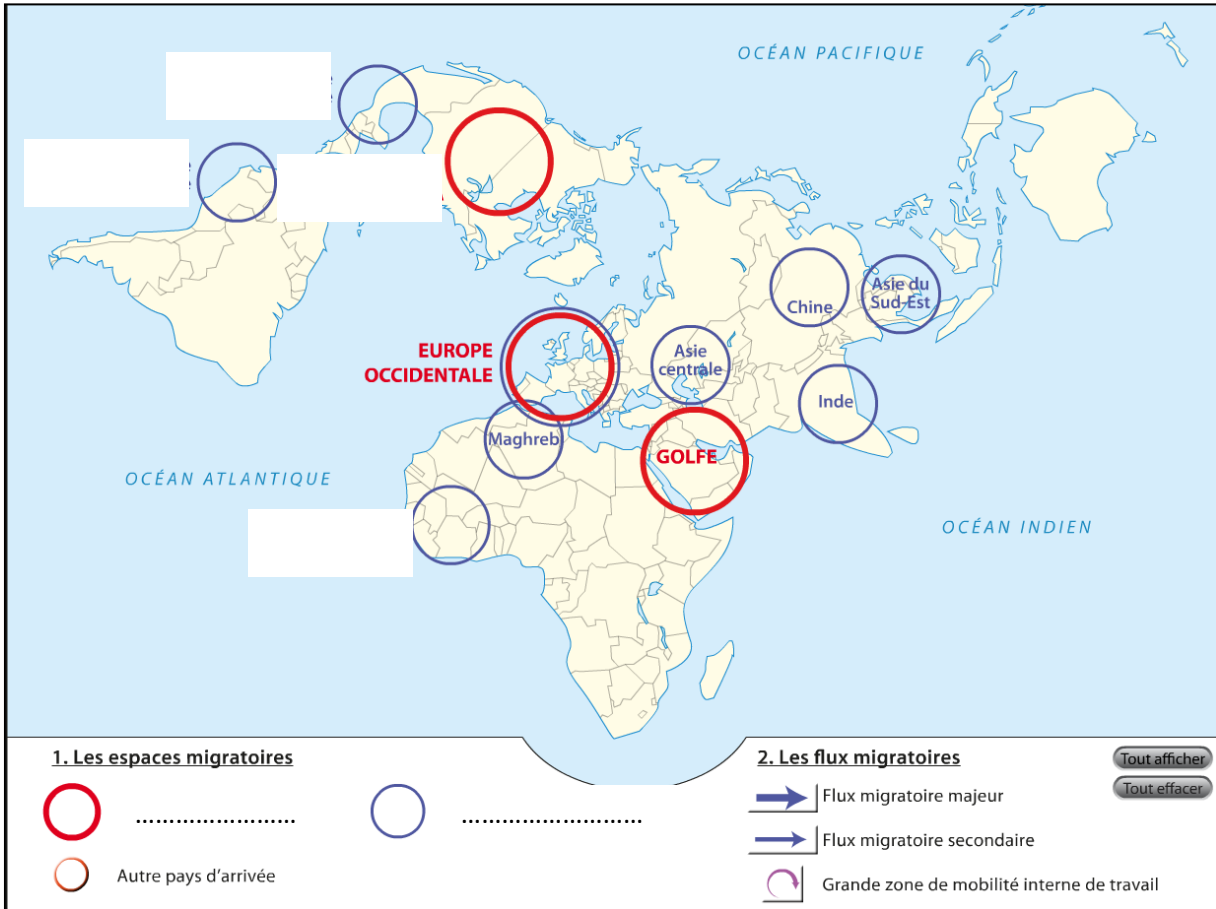 OCÉAN PACIFIQUE
Chine
Asie du
Sud-Est
EUROPE
OCCIDENTALE
Asie
centrale
Inde
Maghreb
GOLFE
OCÉAN ATLANTIQUE
OCÉAN INDIEN
1. Les espaces migratoires
........................
...........................
Autre pays d'arrivée
2. Les flux migratoires
Tout afficher
Tout effacer
Flux migratoire majeur
Flux migratoire secondaire
Grande zone de mobilité interne de travail